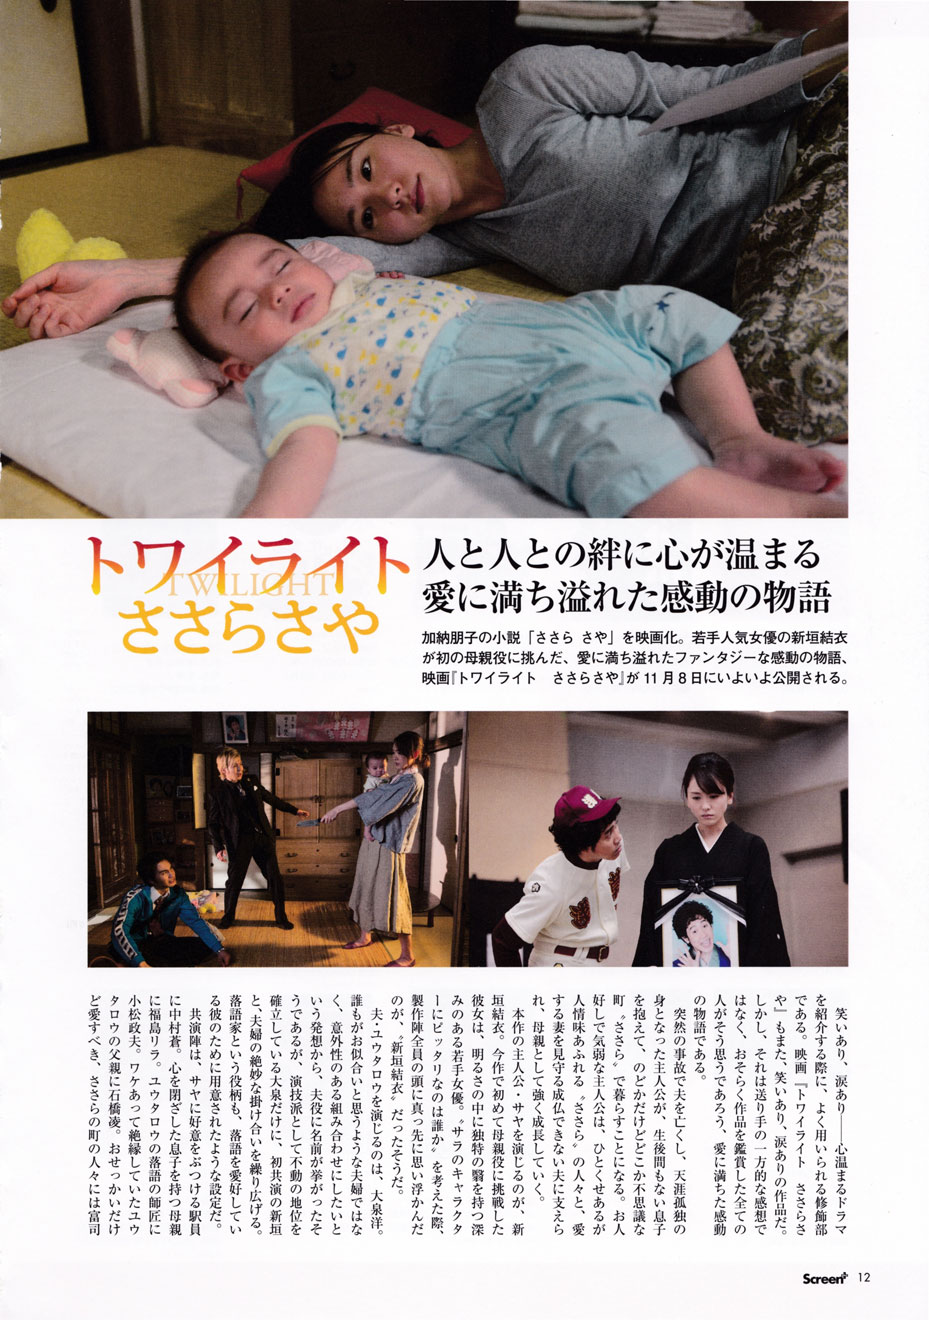 トワイライト
TWILIGHT
ささらさや
人と人との絆に心が温まる
愛に満ち溢れた感動の物語
加納朋子の小説「ささら さや」を映画化。若手人気女優の新垣結衣
が初の母親役に挑んだ、愛に満ち溢れたファンタジーな感動の物語、
映画『トワイライト　ささらさや』が11月8日にいよいよ公開される。
笑いあり、涙あり――心温まるドラマ
を紹介する際に、よく用いられる修飾部
である。映画『トワイライト　ささらさ
や』もまた、笑いあり、涙ありの作品だ。
しかし、それは送り手の一方的な感想で
はなく、おそらく作品を鑑賞した全ての
人がそう思うであろう、愛に満ちた感動
の物語である。
突然の事故で夫を亡くし、天涯孤独の
身となった主人公が、生後間もない息子
を抱えて、のどかだけどどこか不思議な
町〝ささら〟で暮らすことになる。お人
好しで気弱な主人公は、ひとくせあるが
人情味あふれる〝ささら〟の人々と、愛
する妻を見守る成仏できない夫に支えら
れ、母親として強く成長していく。
本作の主人公・サヤを演じるのが、新
垣結衣。今作で初めて母親役に挑戦した
彼女は、明るさの中に独特の翳を持つ深
みのある若手女優。〝サラのキャラクタ
ーにピッタリなのは誰か〟を考えた際、
製作陣全員の頭に真っ先に思い浮かんだ
のが、〝新垣結衣〟だったそうだ。
夫・ユウタロウを演じるのは、大泉洋。
誰もがお似合いと思うような夫婦ではな
く、意外性のある組み合わせにしたいと
いう発想から、夫役に名前が挙がったそ
うであるが、演技派として不動の地位を
確立している大泉だけに、初共演の新垣
と、夫婦の絶妙な掛け合いを繰り広げる。
落語家という役柄も、落語を愛好してい
る彼のために用意されたような設定だ。
共演陣は、サヤに好意をぶつける駅員
に中村蒼。心を閉ざした息子を持つ母親
に福島リラ。ユウタロウの落語の師匠に
小松政夫。ワケあって絶縁していたユウ
タロウの父親に石橋凌。おせっかいだけ
ど愛すべき、ささらの町の人々には富司
Screen+ 12